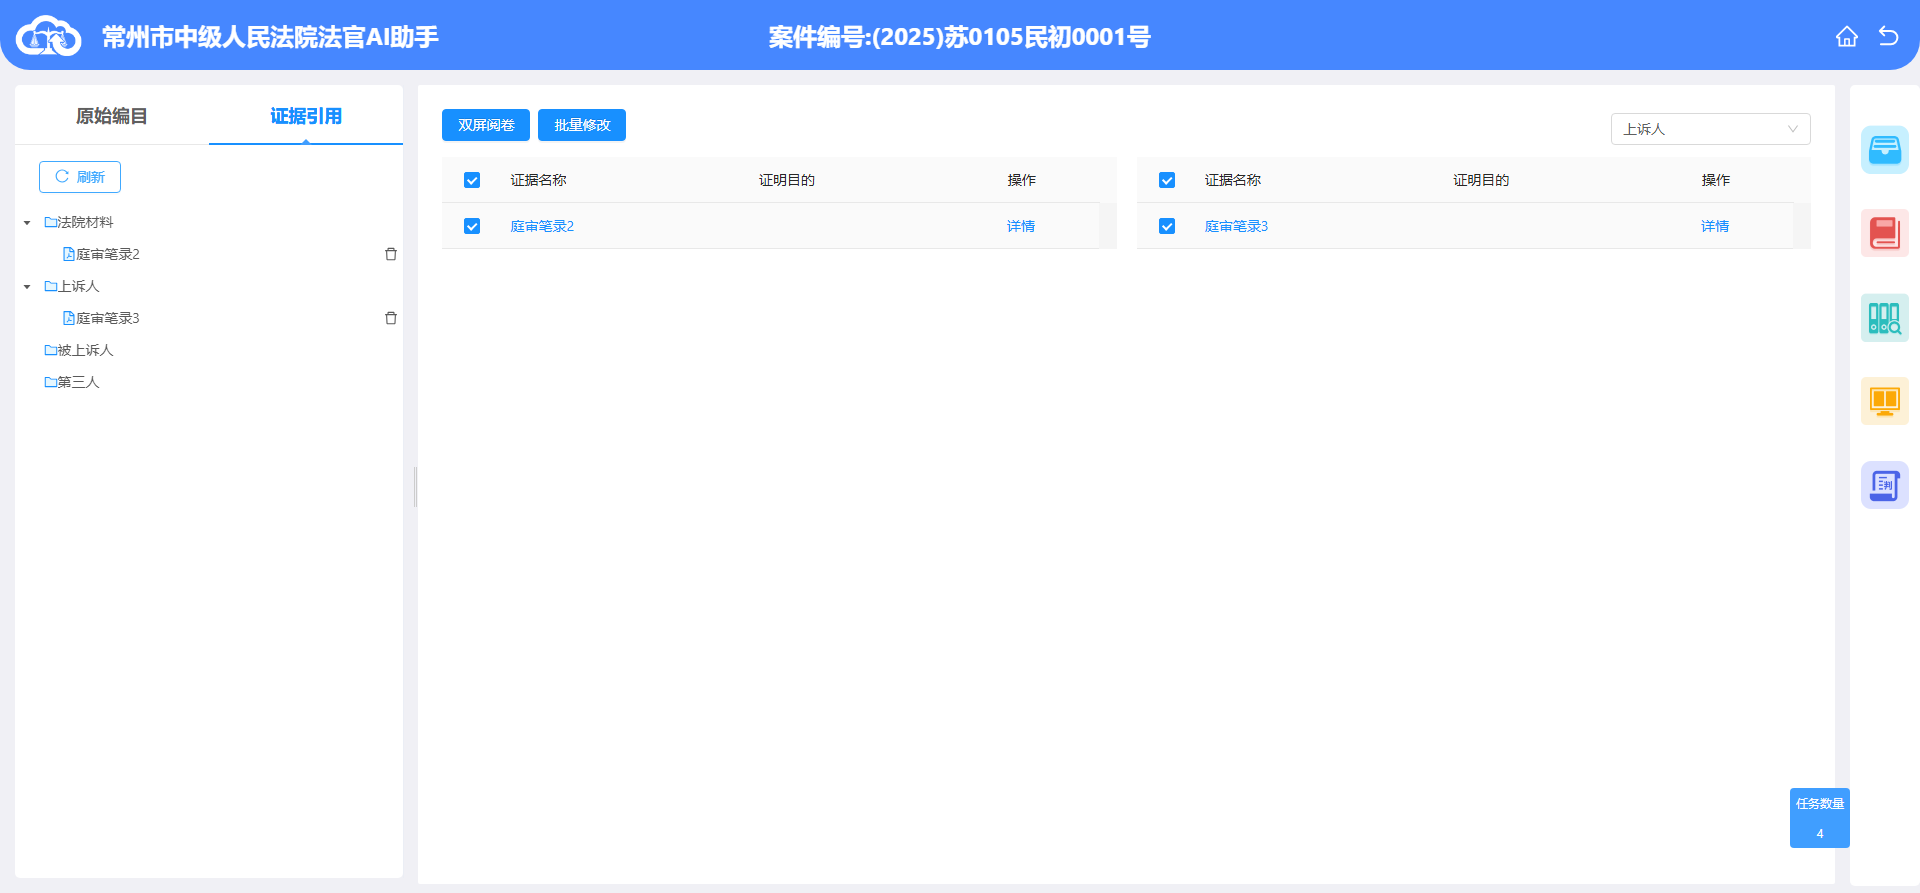 常州市中级人民法院法官AI助手
案件编号:(2025)苏0105民初0001号
原始编目
证据引用
刷新
法院材料
庭审笔录2
上诉人
庭审笔录3
被上诉人
第三人
双屏阅卷
批量修改
上诉人
证据名称 证明目的 操作
庭审笔录2 详情
证据名称 证明目的 操作
庭审笔录3 详情
判
任务数量
4